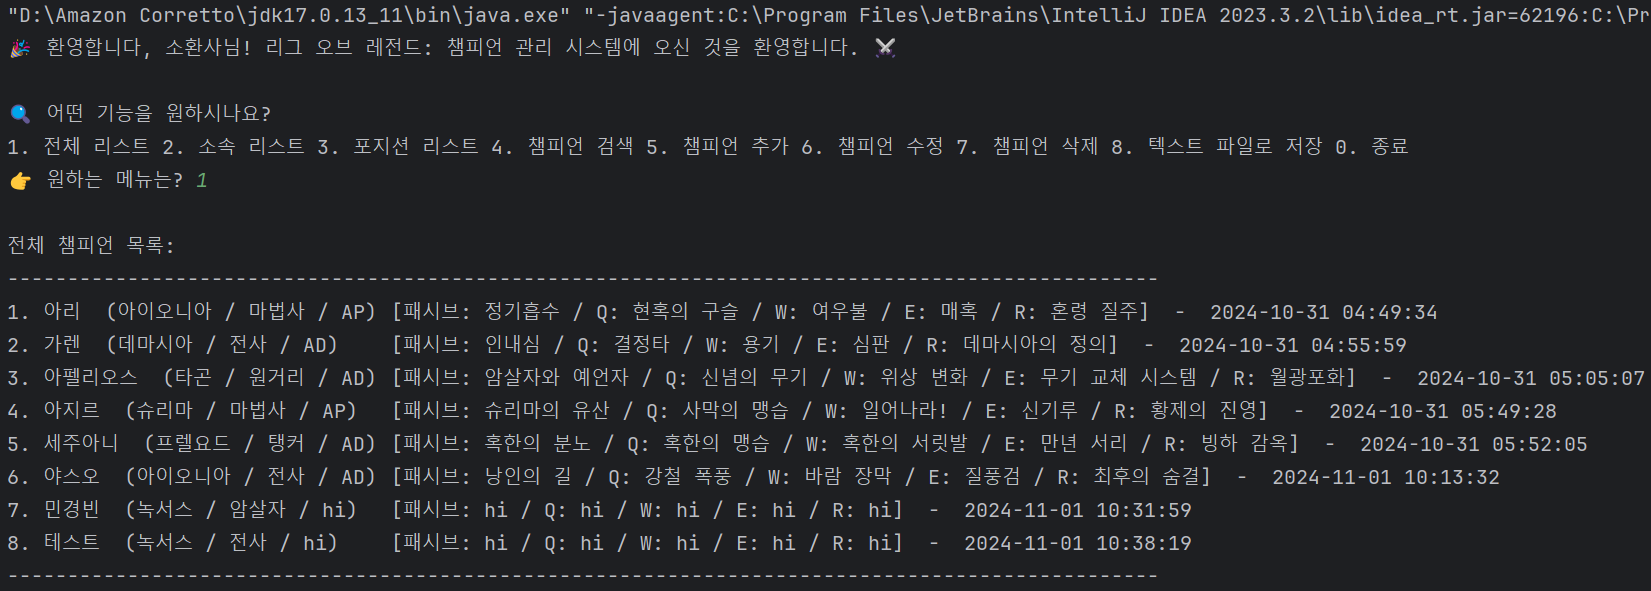 "D:\Amazon Corretto\jdk17.0.13_11\bin\java.exe" "-javaagent:C:\Program Files\JetBrains\IntelliJ IDEA 2023.3.2\lib\idea_rt.jar=62196:C:\Pr
🎉 환영합니다, 소환사님! 리그 오브 레전드: 챔피언 관리 시스템에 오신 것을 환영합니다. ⚔️
🔍 어떤 기능을 원하시나요?
1. 전체 리스트 2. 소속 리스트 3. 포지션 리스트 4. 챔피언 검색 5. 챔피언 추가 6. 챔피언 수정 7. 챔피언 삭제 8. 텍스트 파일로 저장 0. 종료
👉 원하는 메뉴는? 1
전체 챔피언 목록:
--------------------------------------------------------------------------------------------
1. 아리  (아이오니아 / 마법사 / AP) [패시브: 정기흡수 / Q: 현혹의 구슬 / W: 여우불 / E: 매혹 / R: 혼령 질주]  -  2024-10-31 04:49:34
2. 가렌  (데마시아 / 전사 / AD)    [패시브: 인내심 / Q: 결정타 / W: 용기 / E: 심판 / R: 데마시아의 정의]  -  2024-10-31 04:55:59
3. 아펠리오스  (타곤 / 원거리 / AD) [패시브: 암살자와 예언자 / Q: 신념의 무기 / W: 위상 변화 / E: 무기 교체 시스템 / R: 월광포화]  -  2024-10-31 05:05:07
4. 아지르  (슈리마 / 마법사 / AP)   [패시브: 슈리마의 유산 / Q: 사막의 맹습 / W: 일어나라! / E: 신기루 / R: 황제의 진영]  -  2024-10-31 05:49:28
5. 세주아니  (프렐요드 / 탱커 / AD) [패시브: 혹한의 분노 / Q: 혹한의 맹습 / W: 혹한의 서릿발 / E: 만년 서리 / R: 빙하 감옥]  -  2024-10-31 05:52:05
6. 야스오  (아이오니아 / 전사 / AD) [패시브: 낭인의 길 / Q: 강철 폭풍 / W: 바람 장막 / E: 질풍검 / R: 최후의 숨결]  -  2024-11-01 10:13:32
7. 민경빈  (녹서스 / 암살자 / hi)   [패시브: hi / Q: hi / W: hi / E: hi / R: hi]  -  2024-11-01 10:31:59
8. 테스트  (녹서스 / 전사 / hi)    [패시브: hi / Q: hi / W: hi / E: hi / R: hi]  -  2024-11-01 10:38:19
--------------------------------------------------------------------------------------------